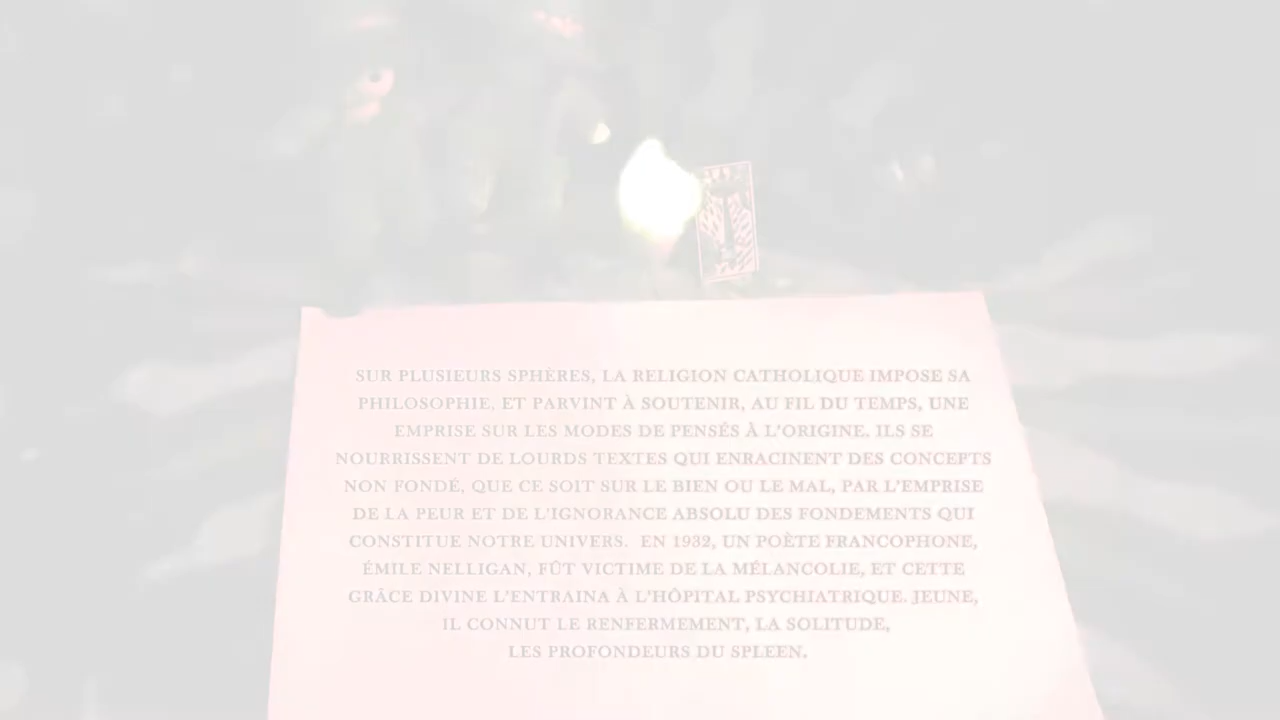 SUR PLUSIEURS SPHÈRES, LA RELIGION CATHOLIQUE IMPOSE SA
PHILOSOPHIE, ET PARVINT À SOUTENIR, AU FIL DU TEMPS, UNE
EMPRISE SUR LES MODES DE PENSÉS À L'ORIGINE. ILS SE
NOURRISSENT DE LOURDS TEXTES QUI ENRACINENT DES CONCEPTS
NON FONDÉ, QUE CE SOIT SUR LE BIEN OU LE MAL, PAR L'EMPRISE
DE LA PEUR ET DE L'IGNORANCE ABSOLU DES FONDEMENTS QUI
CONSTITUE NOTRE UNIVERS. EN 1932, UN POÈTE FRANCOPHONE,
ÉMILE NELLIGAN, FÛT VICTIME DE LA MÉLANCOLIE, ET CETTE
GRÂCE DIVINE L'ENTRAINA À L'HÔPITAL PSYCHIATRIQUE. JEUNE,
IL CONNUT LE RENFERMEMENT, LA SOLITUDE,
LES PROFONDEURS DU SPLEEN.